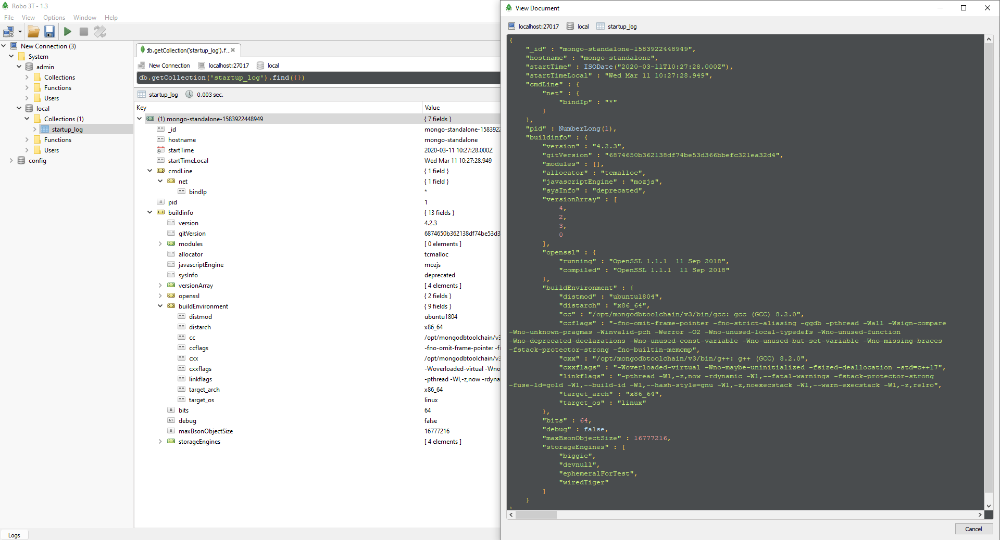 Robo 3T - 1.3
File View Options Window Help
New Connection (3)
System
admin
Collections
Functions
Users
local
Collections (1)
startup_log
Functions
Users
config
Logs
db.getCollection('startup_log').f...
New Connection localhost:27017 local
db.getCollection('startup_log').find({})
startup_log 0.003 sec.
Key Value
(1) mongo-standalone-1583922448949 { 7 fields }
_id mongo-standalone-1583922
hostname mongo-standalone
startTime 2020-03-11 10:27:28.000Z
startTimeLocal Wed Mar 11 10:27:28.949
cmdLine { 1 field }
net { 1 field }
bindIp *
pid 1
buildinfo { 13 fields }
version 4.2.3
gitVersion 6874650b362138df74be53d3
modules [ 0 elements ]
allocator tcmalloc
javascriptEngine mozjs
sysInfo deprecated
versionArray [ 4 elements ]
openssl { 2 fields }
buildEnvironment { 9 fields }
distmod ubuntu1804
distarch x86_64
cc /opt/mongodbtoolchain/v3
ccflags -fno-omit-frame-pointer -f
cxx /opt/mongodbtoolchain/v3
cxxflags -Woverloaded-virtual -Wno
linkflags -pthread -Wl,-z,now -rdyna
target_arch x86_64
target_os linux
bits 64
debug false
maxBsonObjectSize 16777216
storageEngines [ 4 elements ]
View Document
localhost:27017 local startup_log
{
"_id" : "mongo-standalone-1583922448949",
"hostname" : "mongo-standalone",
"startTime" : ISODate("2020-03-11T10:27:28.000Z"),
"startTimeLocal" : "Wed Mar 11 10:27:28.949",
"cmdLine" : {
"net" : {
"bindIp" : "*"
}
},
"pid" : NumberLong(1),
"buildinfo" : {
"version" : "4.2.3",
"gitVersion" : "6874650b362138df74be53d366bbefc321ea32d4",
"modules" : [],
"allocator" : "tcmalloc",
"javascriptEngine" : "mozjs",
"sysInfo" : "deprecated",
"versionArray" : [
4,
2,
3,
0
],
"openssl" : {
"running" : "OpenSSL 1.1.1  11 Sep 2018",
"compiled" : "OpenSSL 1.1.1  11 Sep 2018"
},
"buildEnvironment" : {
"distmod" : "ubuntu1804",
"distarch" : "x86_64",
"cc" : "/opt/mongodbtoolchain/v3/bin/gcc: gcc (GCC) 8.2.0",
"ccflags" : "-fno-omit-frame-pointer -fno-strict-aliasing -ggdb -pthread -Wall -Wsign-compare
-Wno-unknown-pragmas -Winvalid-pch -Werror -O2 -Wno-unused-local-typedefs -Wno-unused-function
-Wno-deprecated-declarations -Wno-unused-const-variable -Wno-unused-but-set-variable -Wno-missing-braces
-fstack-protector-strong -fno-builtin-memcmp",
"cxx" : "/opt/mongodbtoolchain/v3/bin/g++: g++ (GCC) 8.2.0",
"cxxflags" : "-Woverloaded-virtual -Wno-maybe-uninitialized -fsized-deallocation -std=c++17",
"linkflags" : "-pthread -Wl,-z,now -rdynamic -Wl,--fatal-warnings -fstack-protector-strong
-fuse-ld=gold -Wl,--build-id -Wl,--hash-style=gnu -Wl,-z,noexecstack -Wl,--warn-execstack -Wl,-z,relro",
"target_arch" : "x86_64",
"target_os" : "linux"
},
"bits" : 64,
"debug" : false,
"maxBsonObjectSize" : 16777216,
"storageEngines" : [
"biggie",
"devnull",
"ephemeralForTest",
"wiredTiger"
]
}
Cancel